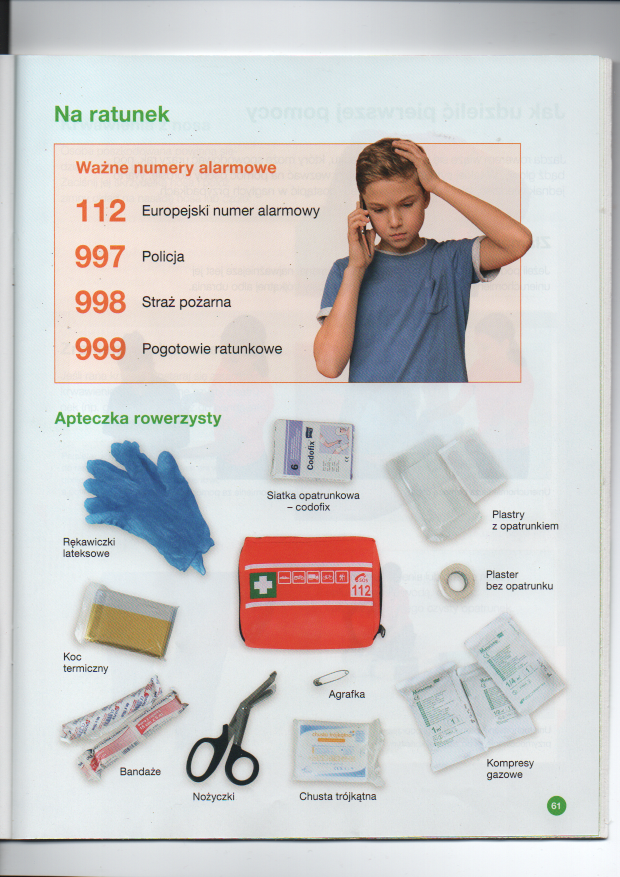 Na ratunek
Ważne numery alarmowe
112 Europejski numer alarmowy
997 Policja
998 Straż pożarna
999 Pogotowie ratunkowe
Apteczka rowerzysty
6
Codofix
Siatka opatrunkowa
– codofix
Rękawiczki
lateksowe
Plastry
z opatrunkiem
112
Plaster
bez opatrunku
Koc
termiczny
Agrafka
Bandaże
Nożyczki
Chusta trójkątna
Kompresy
gazowe
61